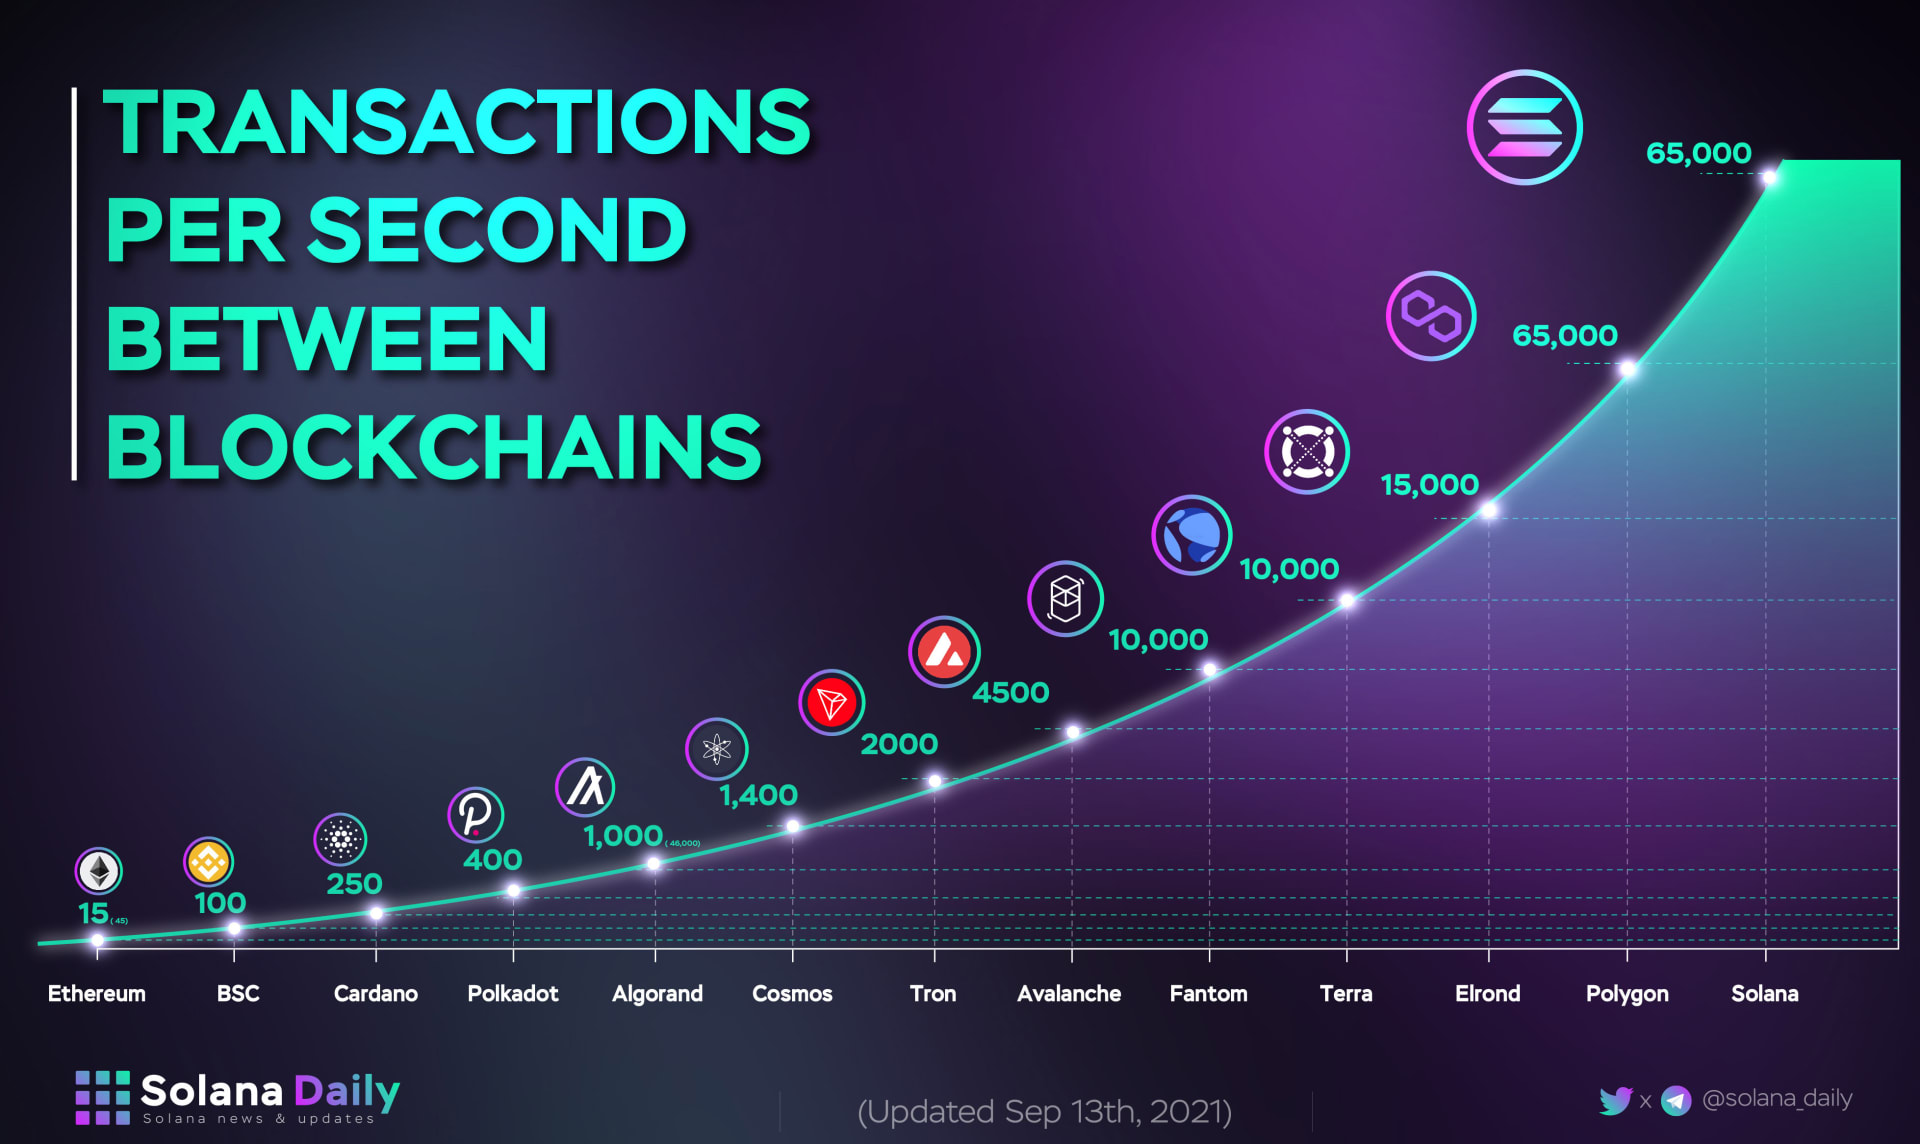 TRANSACTIONS
PER SECOND
BETWEEN
BLOCKCHAINS
65,000
65,000
15,000
10,000
10,000
4500
2000
1,400
1,000 (46,000)
400
250
100
15 (45)
Ethereum BSC Cardano Polkadot Algorand Cosmos Tron Avalanche Fantom Terra Elrond Polygon Solana
Solana Daily
Solana news & updates
(Updated Sep 13th, 2021)
x @solana_daily